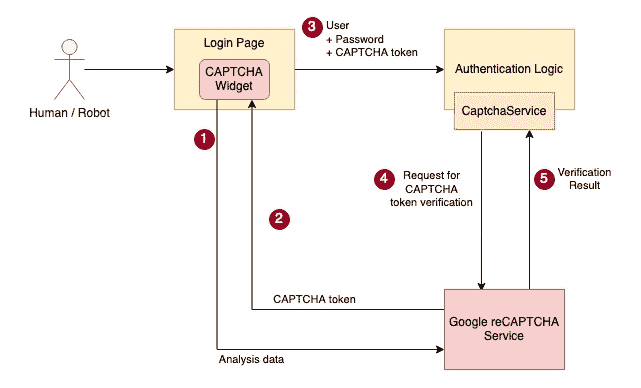 3
User
+ Password
+ CAPTCHA token
Login Page
CAPTCHA
Widget
Authentication Logic
CaptchaService
Human / Robot
1
4
Request for
CAPTCHA
token verification
5
Verification
Result
2
CAPTCHA token
Google reCAPTCHA
Service
Analysis data